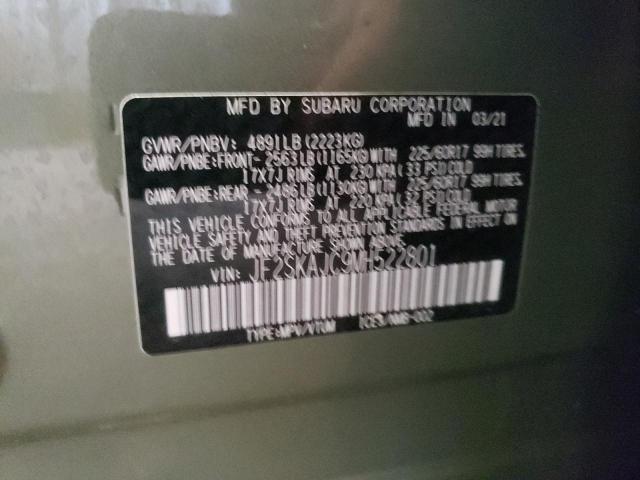 MFD BY SUBARU CORPORATION
MFD IN 03/21
GVWR/PNBV: 4891LB(2223KG)
GAWR/PNBE:FRONT- 2563LB(1165KG)WITH 225/60R17 99H TIRES,
17X7J RIMS AT 230 KPA(33 PSI)COLD
GAWR/PNBE:REAR - 2486LB(1130KG)WITH 225/60R17 99H TIRES,
17X7J RIMS AT 220 KPA(32 PSI)COLD
THIS VEHICLE CONFORMS TO ALL APPLICABLE FEDERAL MOTOR
VEHICLE SAFETY AND THEFT PREVENTION STANDARDS IN EFFECT ON
THE DATE OF MANUFACTURE SHOWN ABOVE.
VIN: JF2SKAJC9MH522801
TYPE:MPV/VTUM